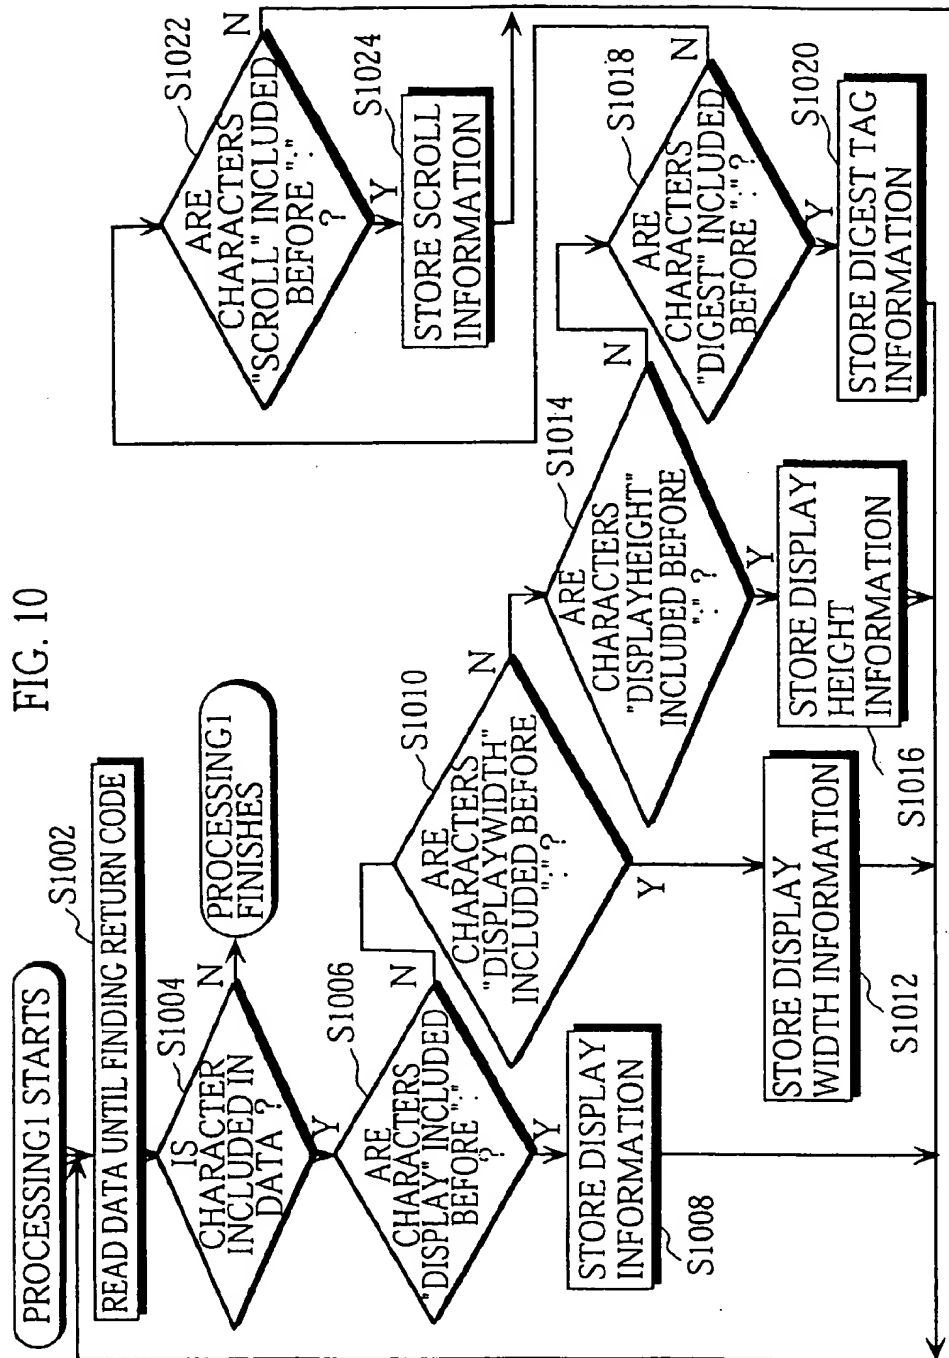 FIG. 10
PROCESSING1 STARTS
S1002
READ DATA UNTIL FINDING RETURN CODE
S1004
IS
CHARACTER
INCLUDED IN
DATA ?
N
PROCESSING1
FINISHES
Y
S1006
ARE
CHARACTERS
"DISPLAY" INCLUDED
BEFORE ":"
?
N
Y
STORE DISPLAY
INFORMATION
S1008
S1010
ARE
CHARACTERS
"DISPLAYWIDTH"
INCLUDED BEFORE
":" ?
N
Y
STORE DISPLAY
WIDTH INFORMATION
S1012
S1014
ARE
CHARACTERS
"DISPLAYHEIGHT"
INCLUDED BEFORE
":" ?
N
Y
STORE DISPLAY
HEIGHT
INFORMATION
S1016
S1018
ARE
CHARACTERS
"DIGEST" INCLUDED
BEFORE ":" ?
N
Y
S1020
STORE DIGEST TAG
INFORMATION
S1022
ARE
CHARACTERS
"SCROLL" INCLUDED
BEFORE ":"
?
N
Y
S1024
STORE SCROLL
INFORMATION